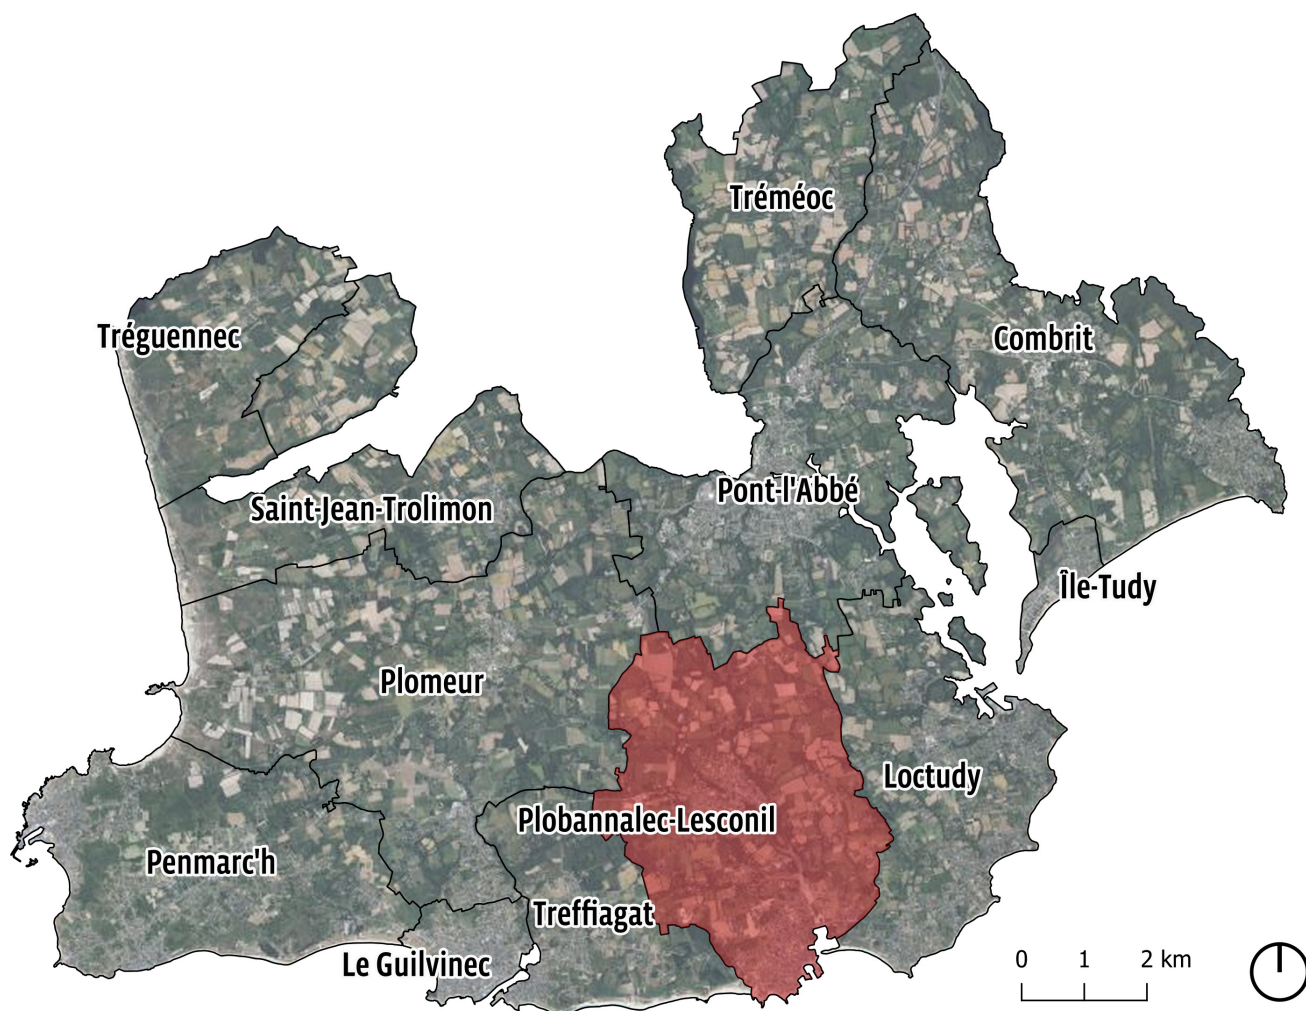 Tréméoc
Tréguennec
Combrit
Pont-l'Abbé
Saint-Jean-Trolimon
Île-Tudy
Plomeur
Loctudy
Plobannalec-Lesconil
Penmarc'h
Treffiagat
Le Guilvinec
0 1 2 km